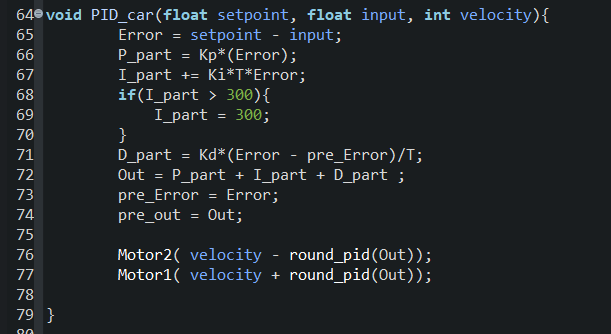 64 void PID_car(float setpoint, float input, int velocity){
65 Error = setpoint - input;
66 P_part = Kp*(Error);
67 I_part += Ki*T*Error;
68 if(I_part > 300){
69 I_part = 300;
70 }
71 D_part = Kd*(Error - pre_Error)/T;
72 Out = P_part + I_part + D_part ;
73 pre_Error = Error;
74 pre_out = Out;
75
76 Motor2( velocity - round_pid(Out));
77 Motor1( velocity + round_pid(Out));
78
79 }